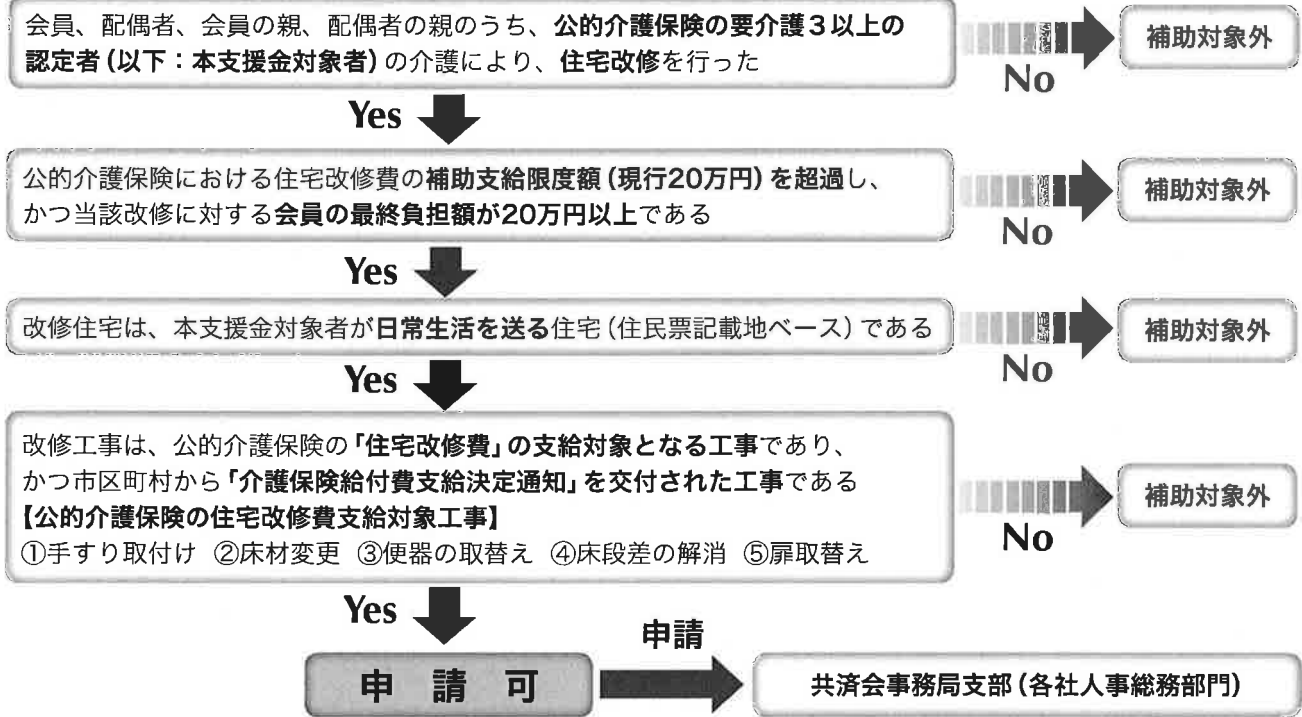 会員、配偶者、会員の親、配偶者の親のうち、公的介護保険の要介護3以上の
認定者(以下:本支援金対象者)の介護により、住宅改修を行った
No
補助対象外
Yes
公的介護保険における住宅改修費の補助支給限度額(現行20万円)を超過し、
かつ当該改修に対する会員の最終負担額が20万円以上である
No
補助対象外
Yes
改修住宅は、本支援金対象者が日常生活を送る住宅(住民票記載地ベース)である
No
補助対象外
Yes
改修工事は、公的介護保険の「住宅改修費」の支給対象となる工事であり、
かつ市区町村から「介護保険給付費支給決定通知」を交付された工事である
【公的介護保険の住宅改修費支給対象工事】
①手すり取付け ②床材変更 ③便器の取替え ④床段差の解消 ⑤扉取替え
No
補助対象外
Yes
申請可
申請
共済会事務局支部(各社人事総務部門)